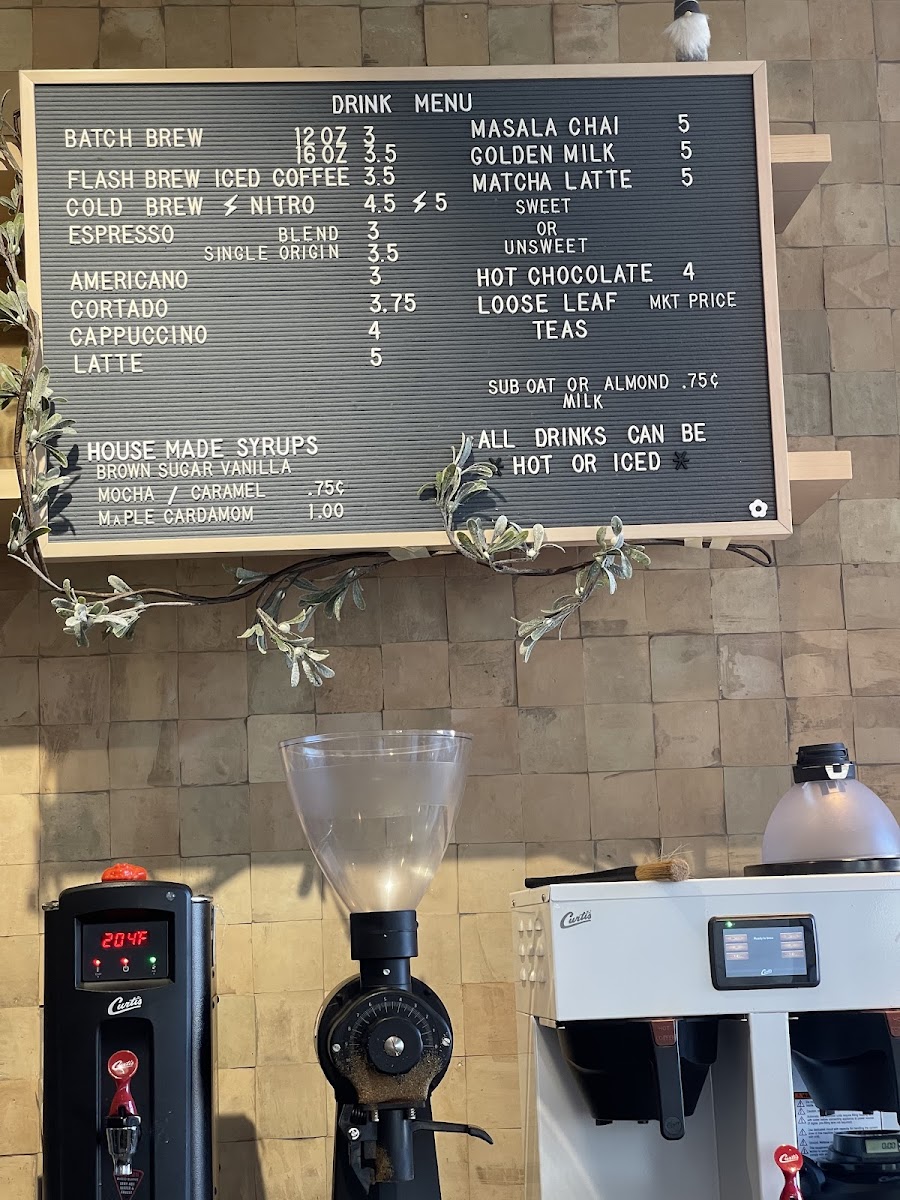 DRINK MENU
BATCH BREW 12 OZ 3
16 OZ 3.5
FLASH BREW ICED COFFEE 3.5
COLD BREW ⚡ NITRO 4.5 ⚡ 5
ESPRESSO BLEND 3
SINGLE ORIGIN 3.5
AMERICANO 3
CORTADO 3.75
CAPPUCCINO 4
LATTE 5
HOUSE MADE SYRUPS
BROWN SUGAR VANILLA
MOCHA / CARAMEL .75¢
MAPLE CARDAMOM 1.00
MASALA CHAI 5
GOLDEN MILK 5
MATCHA LATTE 5
SWEET
OR
UNSWEET
HOT CHOCOLATE 4
LOOSE LEAF MKT PRICE
TEAS
SUB OAT OR ALMOND .75¢
MILK
ALL DRINKS CAN BE
* HOT OR ICED *
204F
Curtis
Curtis
Curtis
Curtis